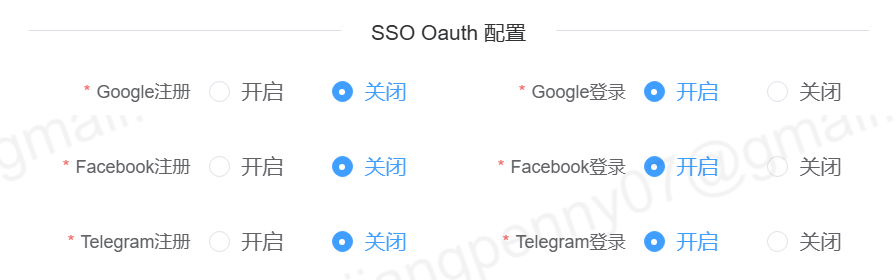 SSO Oauth 配置
* Google注册 开启 关闭 * Google登录 开启 关闭
* Facebook注册 开启 关闭 * Facebook登录 开启 关闭
* Telegram注册 开启 关闭 * Telegram登录 开启 关闭